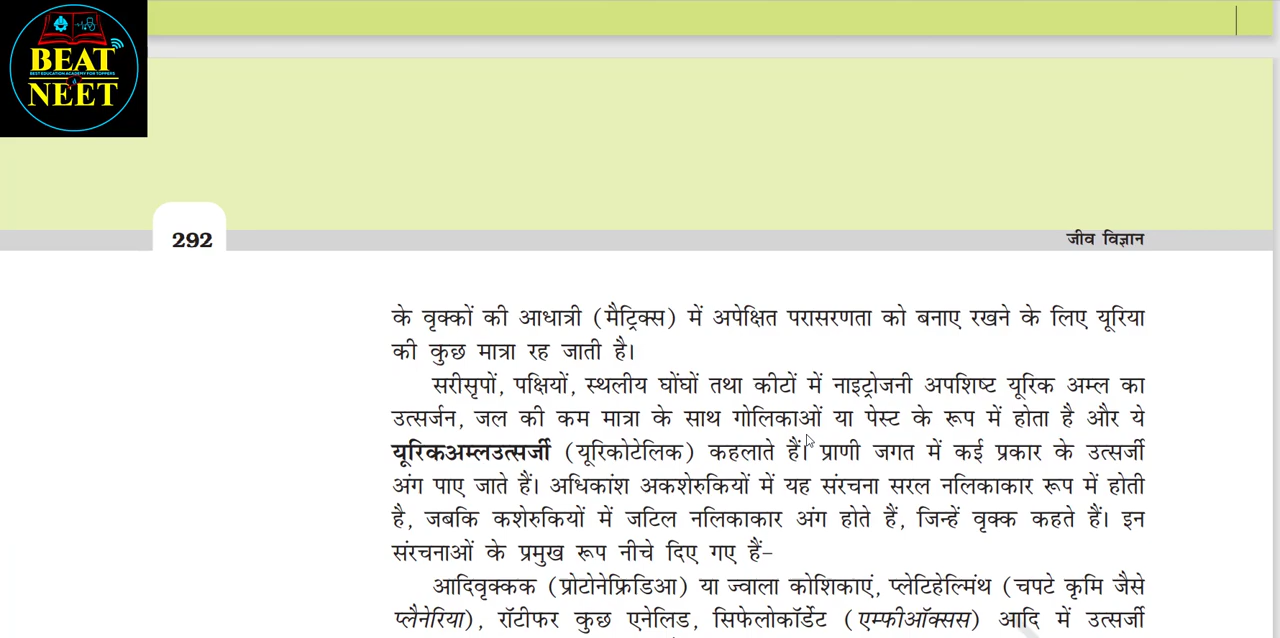 BEAT
BEST EDUCATION ACADEMY FOR TOPPERS
NEET
292
जीव विज्ञान
के वृक्कों की आधात्री (मैट्रिक्स) में अपेक्षित परासरणता को बनाए रखने के लिए यूरिया
की कुछ मात्रा रह जाती है।
सरीसृपों, पक्षियों, स्थलीय घोंघों तथा कीटों में नाइट्रोजनी अपशिष्ट यूरिक अम्ल का
उत्सर्जन, जल की कम मात्रा के साथ गोलिकाओं या पेस्ट के रूप में होता है और ये
यूरिकअम्लउत्सर्जी (यूरिकोटेलिक) कहलाते हैं। प्राणी जगत में कई प्रकार के उत्सर्जी
अंग पाए जाते हैं। अधिकांश अकशेरुकियों में यह संरचना सरल नलिकाकार रूप में होती
है, जबकि कशेरुकियों में जटिल नलिकाकार अंग होते हैं, जिन्हें वृक्क कहते हैं। इन
संरचनाओं के प्रमुख रूप नीचे दिए गए हैं–
आदिवृक्कक (प्रोटोनेफ्रिडिआ) या ज्वाला कोशिकाएं, प्लेटिहेल्मिंथ (चपटे कृमि जैसे
प्लैनेरिया), रॉटीफर कुछ एनेलिड, सिफेलोकॉर्डेट (एम्फीऑक्सस) आदि में उत्सर्जी